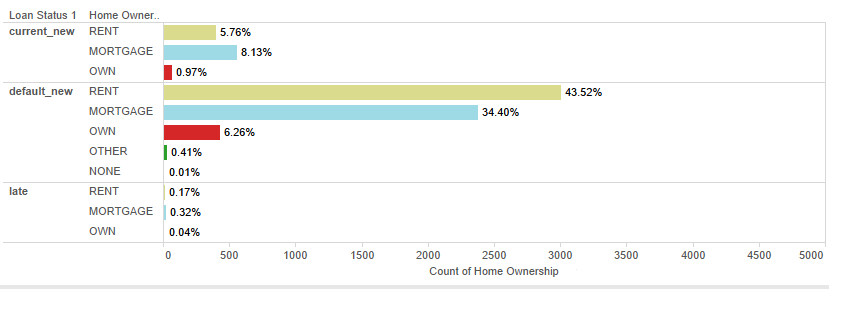 Loan Status 1 Home Owner..
current_new RENT 5.76%
MORTGAGE 8.13%
OWN 0.97%
default_new RENT 43.52%
MORTGAGE 34.40%
OWN 6.26%
OTHER 0.41%
NONE 0.01%
late RENT 0.17%
MORTGAGE 0.32%
OWN 0.04%
0 500 1000 1500 2000 2500 3000 3500 4000 4500 5000
Count of Home Ownership